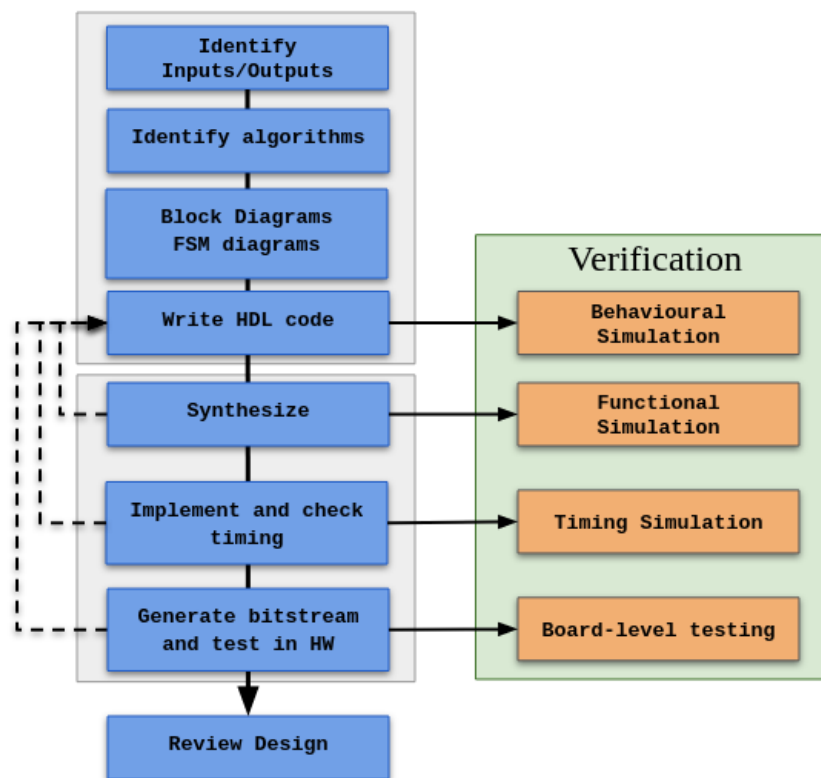 Identify
Inputs/Outputs
Identify algorithms
Block Diagrams
FSM diagrams
Verification
Write HDL code
Behavioural
Simulation
Synthesize
Functional
Simulation
Implement and check
timing
Timing Simulation
Generate bitstream
and test in HW
Board-level testing
Review Design